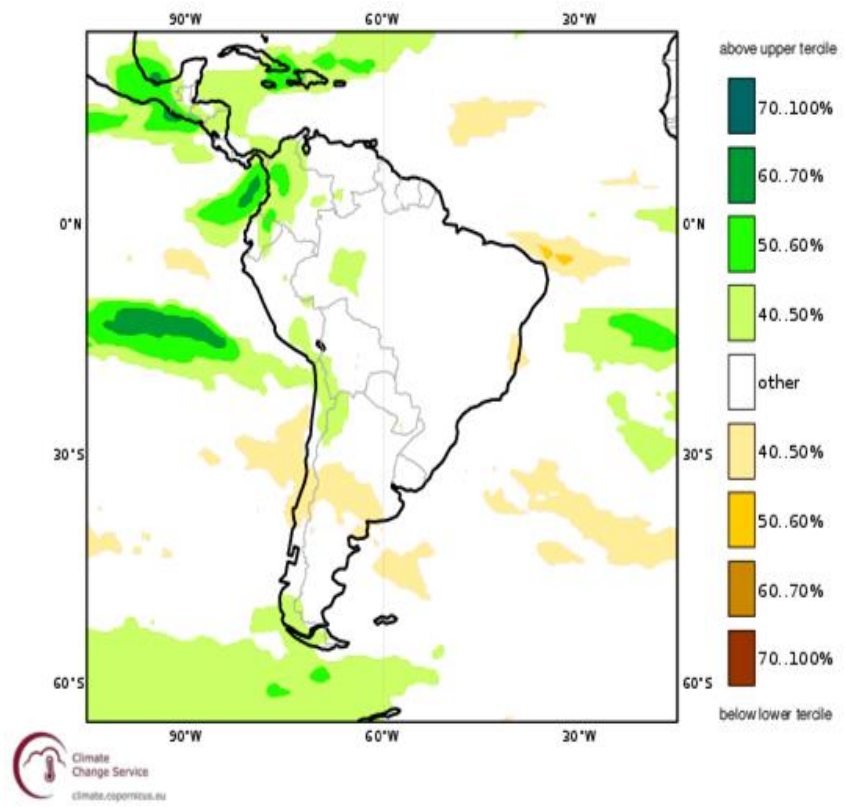 90°W 60°W 30°W
above upper tercile
70..100%
60..70%
0°N 0°N
50..60%
40..50%
other
30°S 30°S
40..50%
50..60%
60..70%
70..100%
60°S 60°S
below lower tercile
90°W 60°W 30°W
Climate
Change Service
climate.copernicus.eu